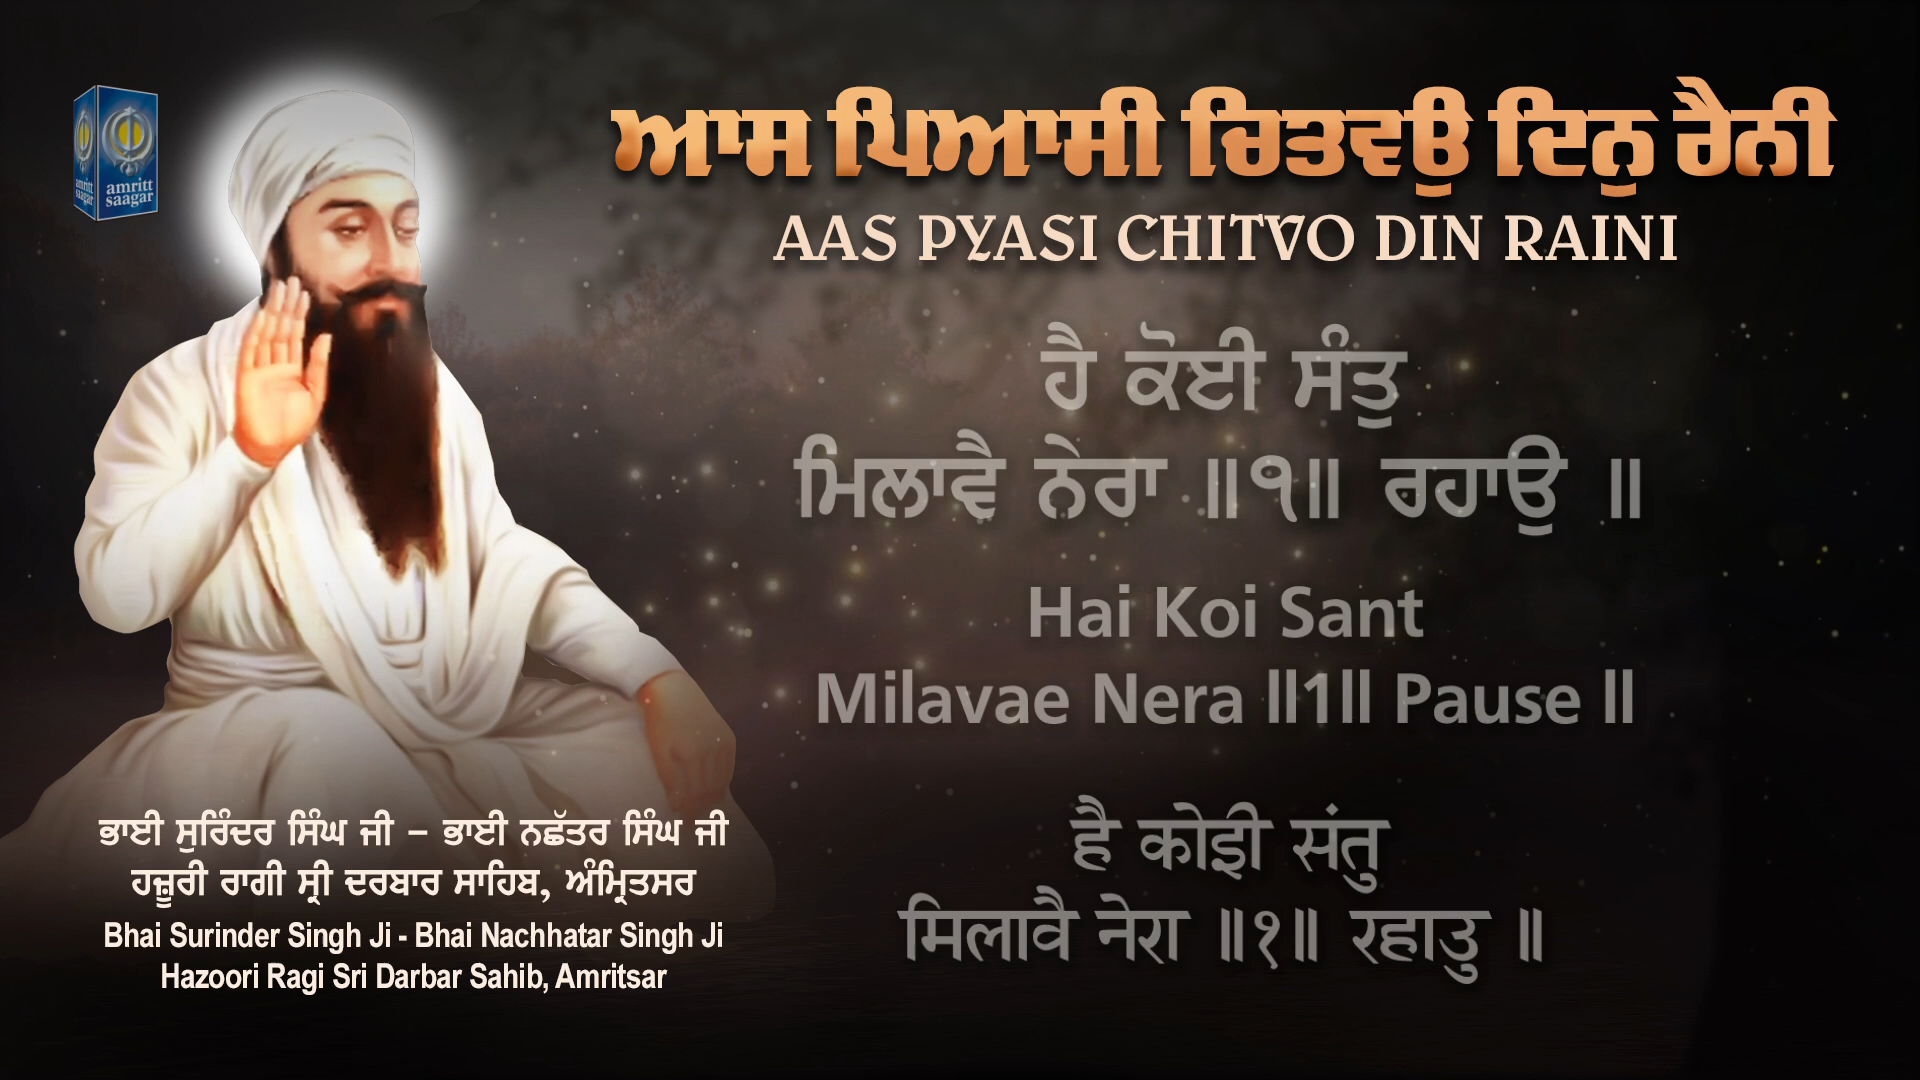 amritt
saagar
amritt
saagar
ਆਸ ਪਿਆਸੀ ਚਿਤਵਉ ਦਿਨੁ ਰੈਨੀ
AAS PYASI CHITVO DIN RAINI
ਹੈ ਕੋਈ ਸੰਤੁ
ਮਿਲਾਵੈ ਨੇਰਾ ॥੧॥ ਰਹਾਉ ॥
Hai Koi Sant
Milavae Nera ll1ll Pause ll
है कोइी संतु
मिलावै नेरा ॥१॥ रहाउु ॥
ਭਾਈ ਸੁਰਿੰਦਰ ਸਿੰਘ ਜੀ – ਭਾਈ ਨਛੱਤਰ ਸਿੰਘ ਜੀ
ਹਜ਼ੂਰੀ ਰਾਗੀ ਸ੍ਰੀ ਦਰਬਾਰ ਸਾਹਿਬ, ਅੰਮ੍ਰਿਤਸਰ
Bhai Surinder Singh Ji - Bhai Nachhatar Singh Ji
Hazoori Ragi Sri Darbar Sahib, Amritsar